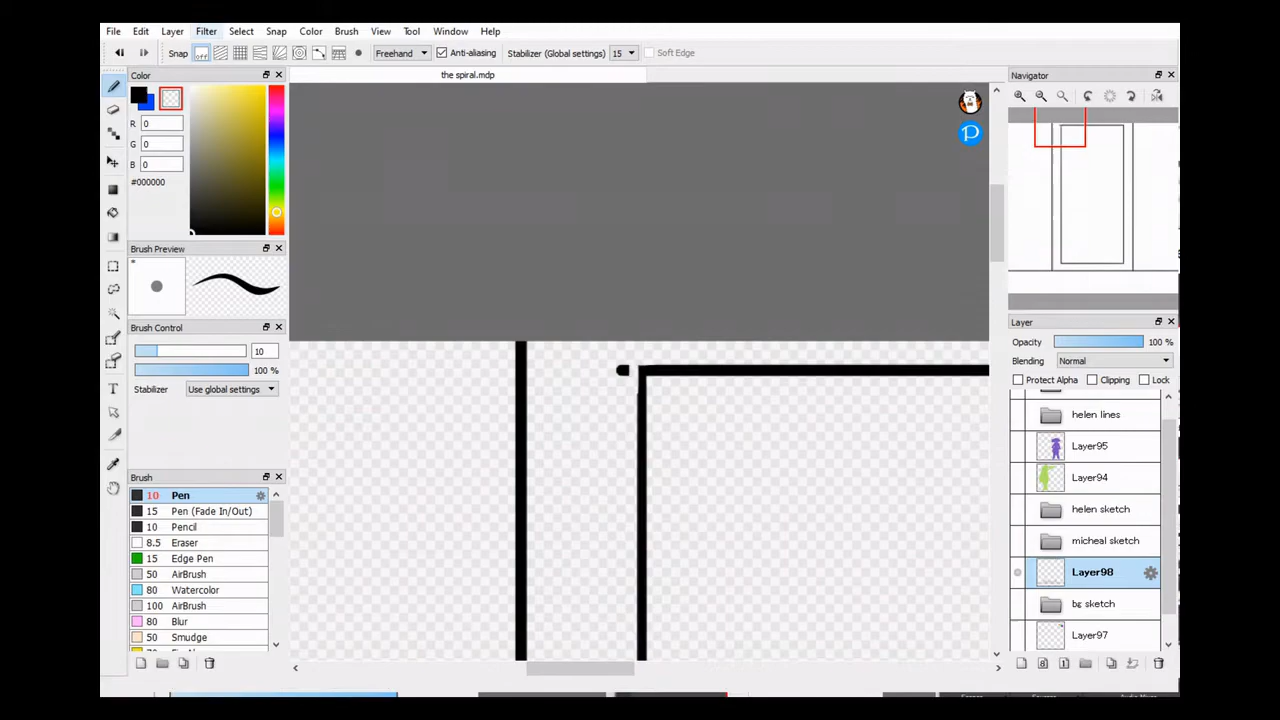 File Edit Layer Filter Select Snap Color Brush View Tool Window Help
Snap off Freehand Anti-aliasing Stabilizer (Global settings) 15 Soft Edge
Color
the spiral.mdp
Navigator
R 0
G 0
B 0
#000000
Brush Preview
*
Brush Control
10
100 %
Stabilizer Use global settings
Brush
10 Pen
15 Pen (Fade In/Out)
10 Pencil
8.5 Eraser
15 Edge Pen
50 AirBrush
80 Watercolor
100 AirBrush
80 Blur
50 Smudge
P
Layer
Opacity 100 %
Blending Normal
Protect Alpha Clipping Lock
helen lines
Layer95
Layer94
helen sketch
micheal sketch
Layer98
bg sketch
Layer97